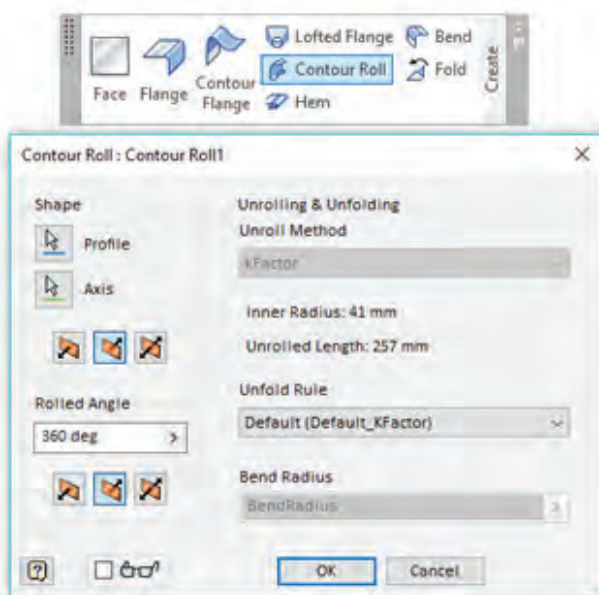 Face
Flange
Contour
Flange
Lofted Flange
Contour Roll
Hem
Bend
Fold
Create
Contour Roll : Contour Roll1
Shape
Profile
Axis
Rolled Angle
360 deg
Unrolling & Unfolding
Unroll Method
kFactor
Inner Radius: 41 mm
Unrolled Length: 257 mm
Unfold Rule
Default (Default_KFactor)
Bend Radius
BendRadius
OK
Cancel